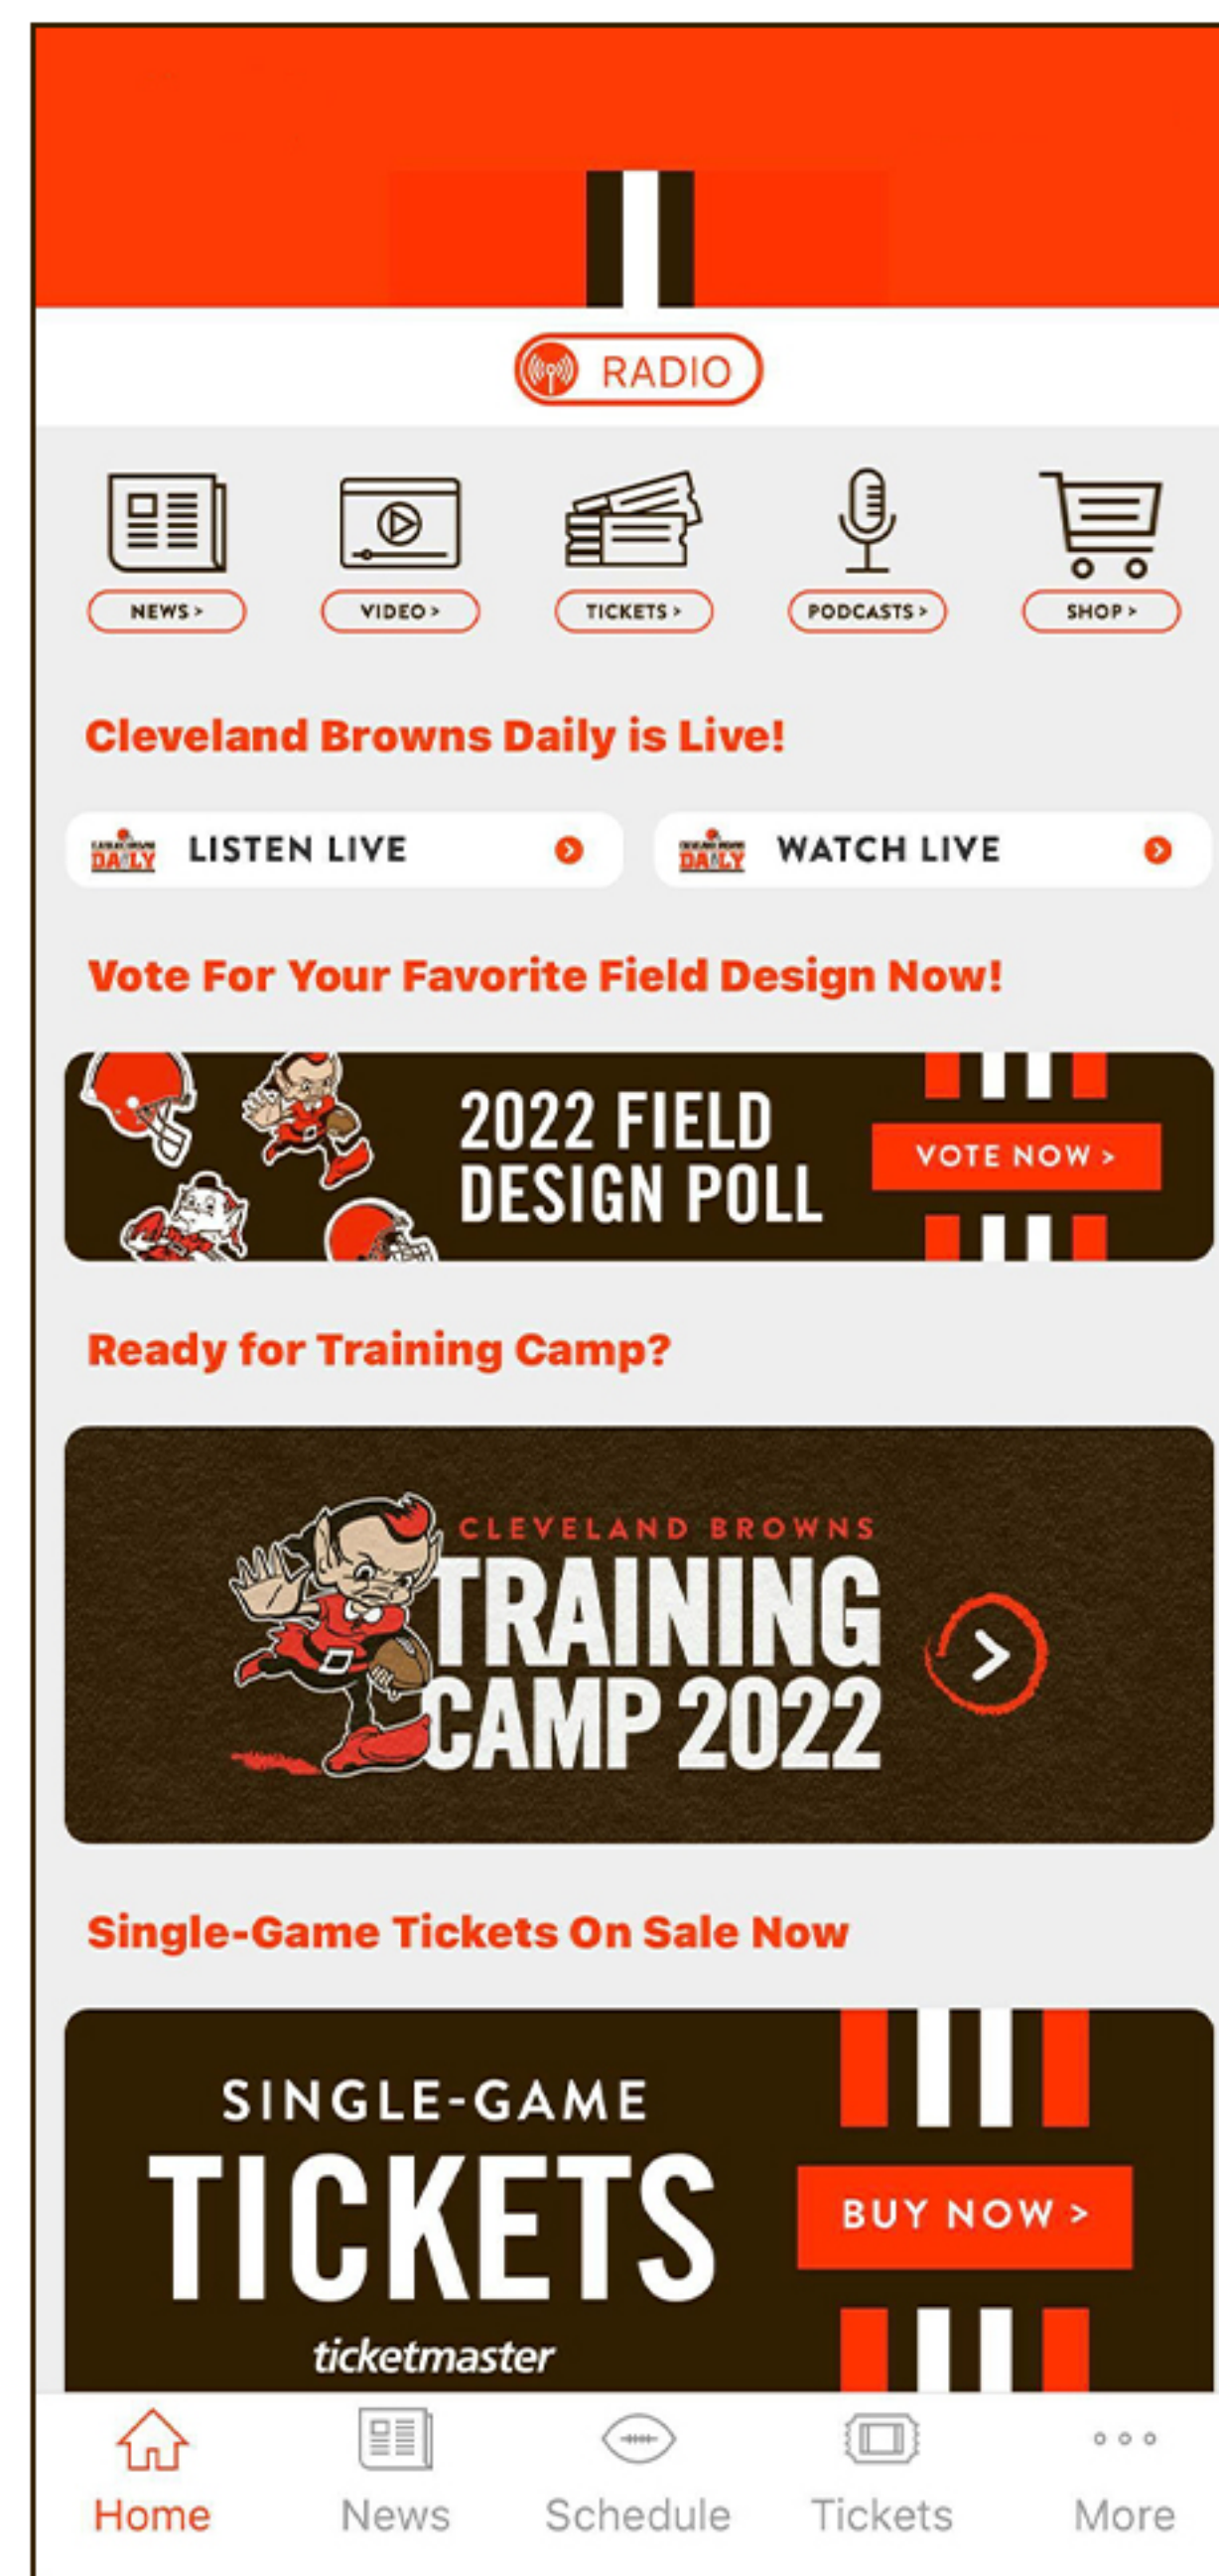 RADIO
NEWS >
VIDEO >
TICKETS >
PODCASTS >
SHOP >
Cleveland Browns Daily is Live!
DAILY LISTEN LIVE
DAILY WATCH LIVE
Vote For Your Favorite Field Design Now!
2022 FIELD
DESIGN POLL
VOTE NOW >
Ready for Training Camp?
CLEVELAND BROWNS
TRAINING
CAMP 2022
Single-Game Tickets On Sale Now
SINGLE-GAME
TICKETS
BUY NOW >
ticketmaster
Home
News
Schedule
Tickets
More